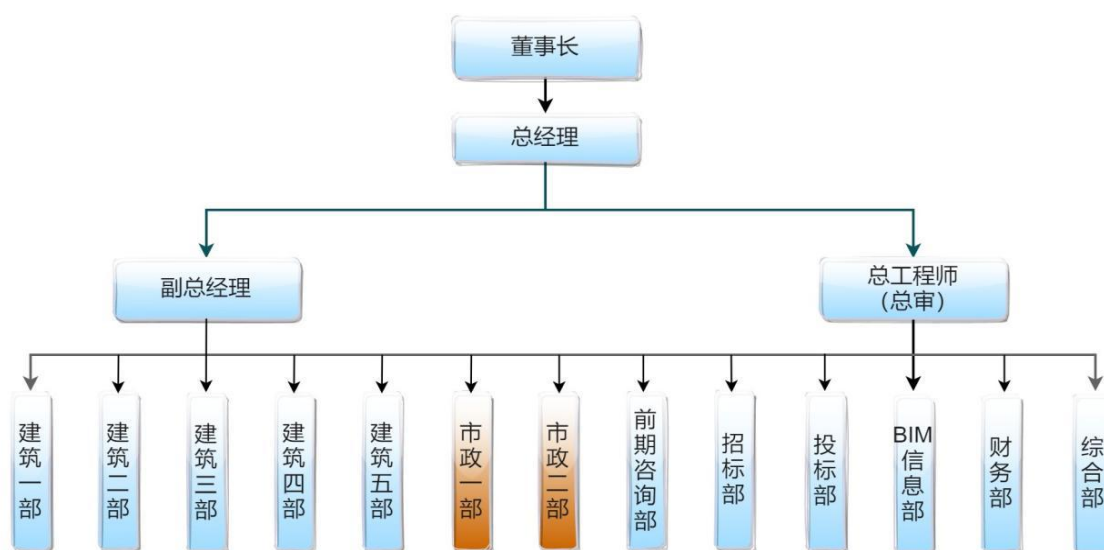 董事长
总经理
副总经理
总工程师
（总审）
建筑一部
建筑二部
建筑三部
建筑四部
建筑五部
市政一部
市政二部
前期咨询部
招标部
投标部
BIM信息部
财务部
综合部